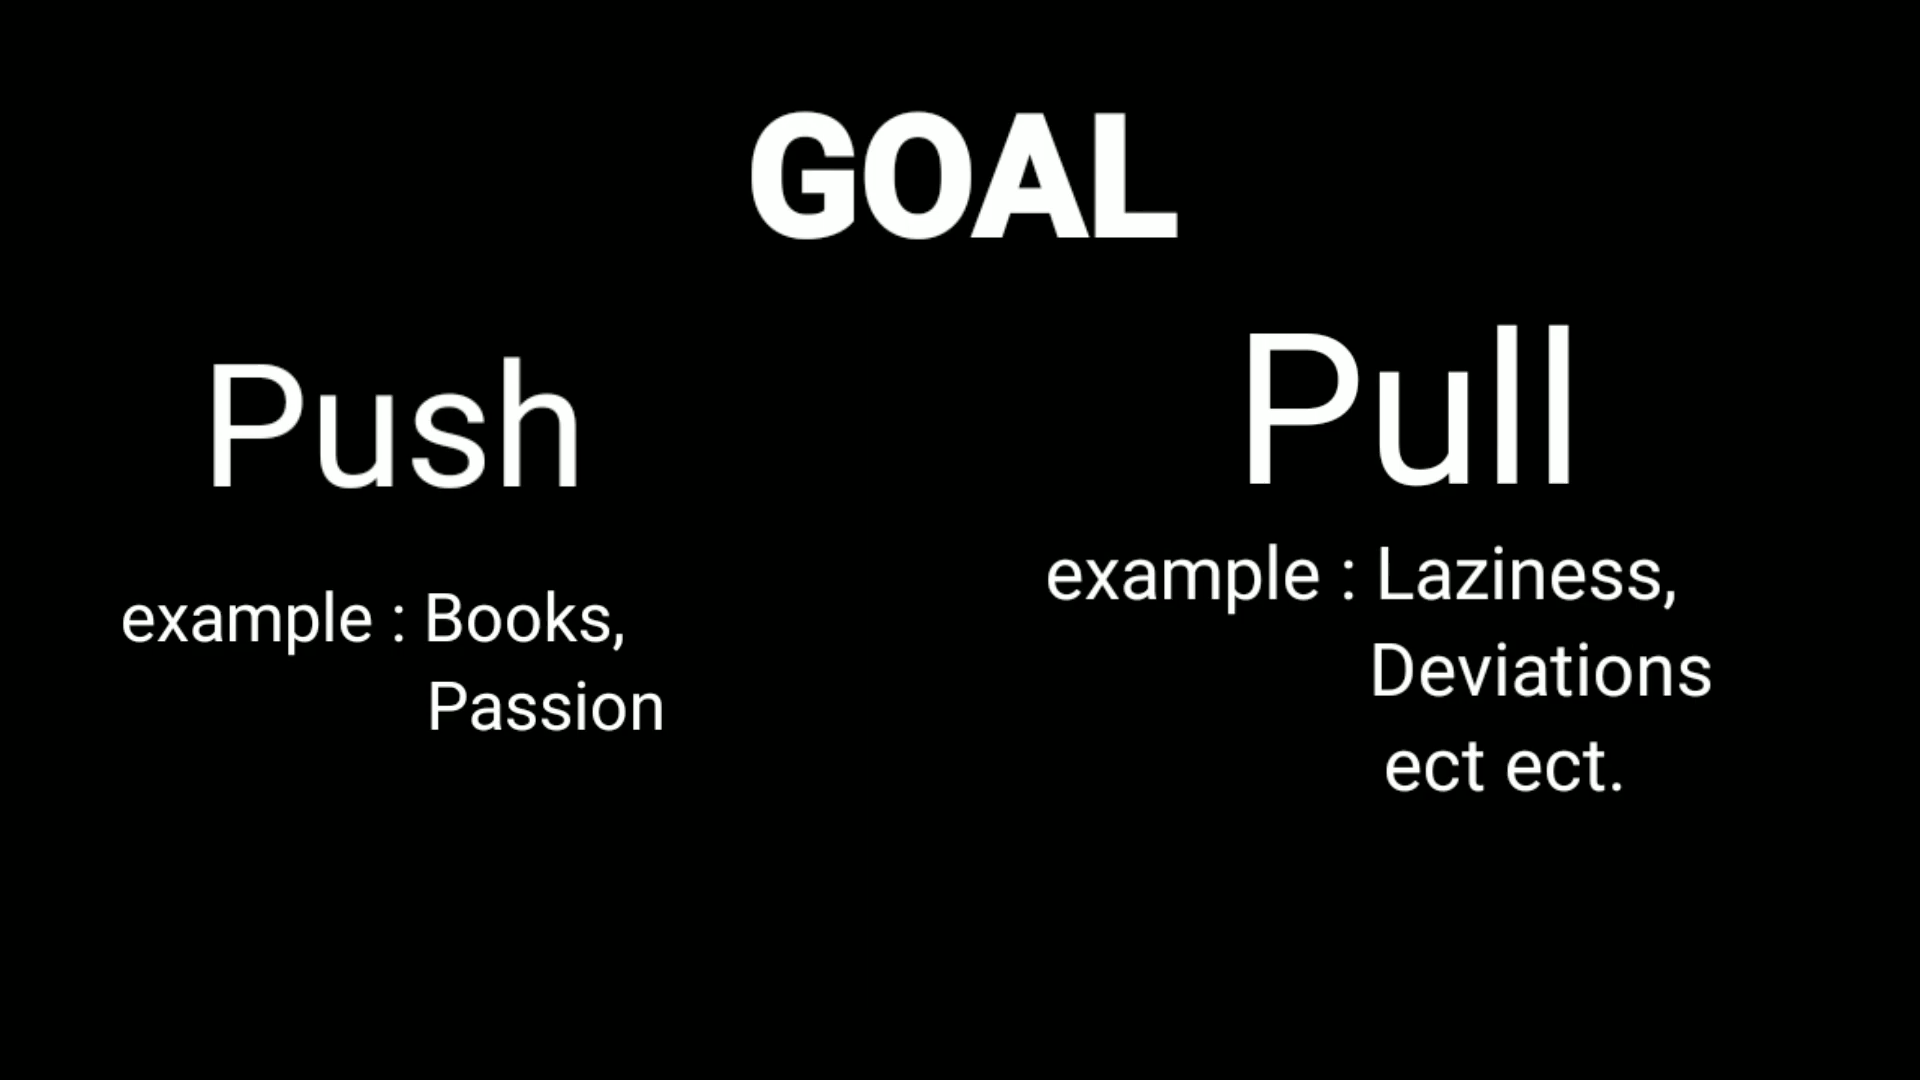 GOAL
Push
example : Books,
Passion
Pull
example : Laziness,
Deviations
ect ect.